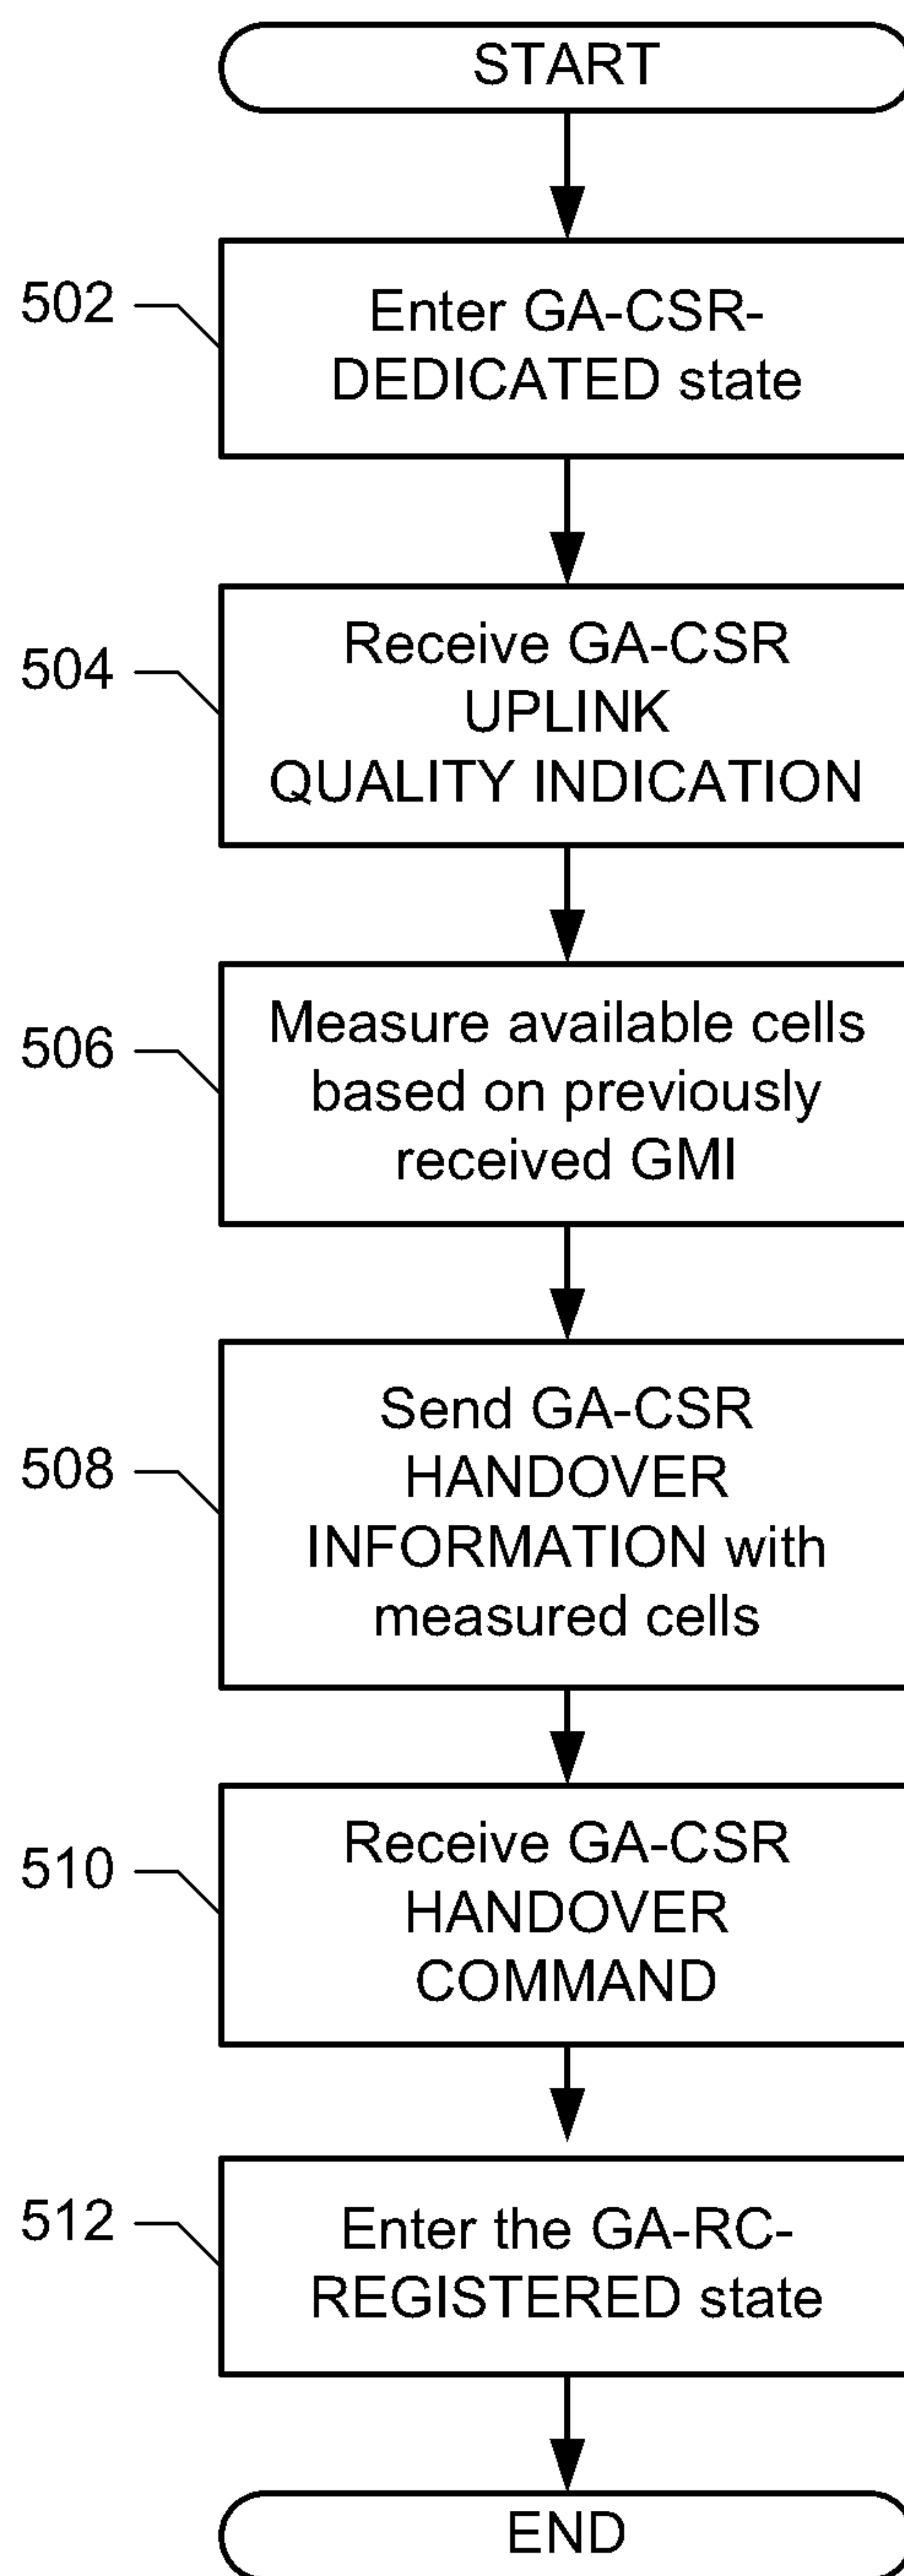 START
502
Enter GA-CSR-
DEDICATED state
504
Receive GA-CSR
UPLINK
QUALITY INDICATION
506
Measure available cells
based on previously
received GMI
508
Send GA-CSR
HANDOVER
INFORMATION with
measured cells
510
Receive GA-CSR
HANDOVER
COMMAND
512
Enter the GA-RC-
REGISTERED state
END